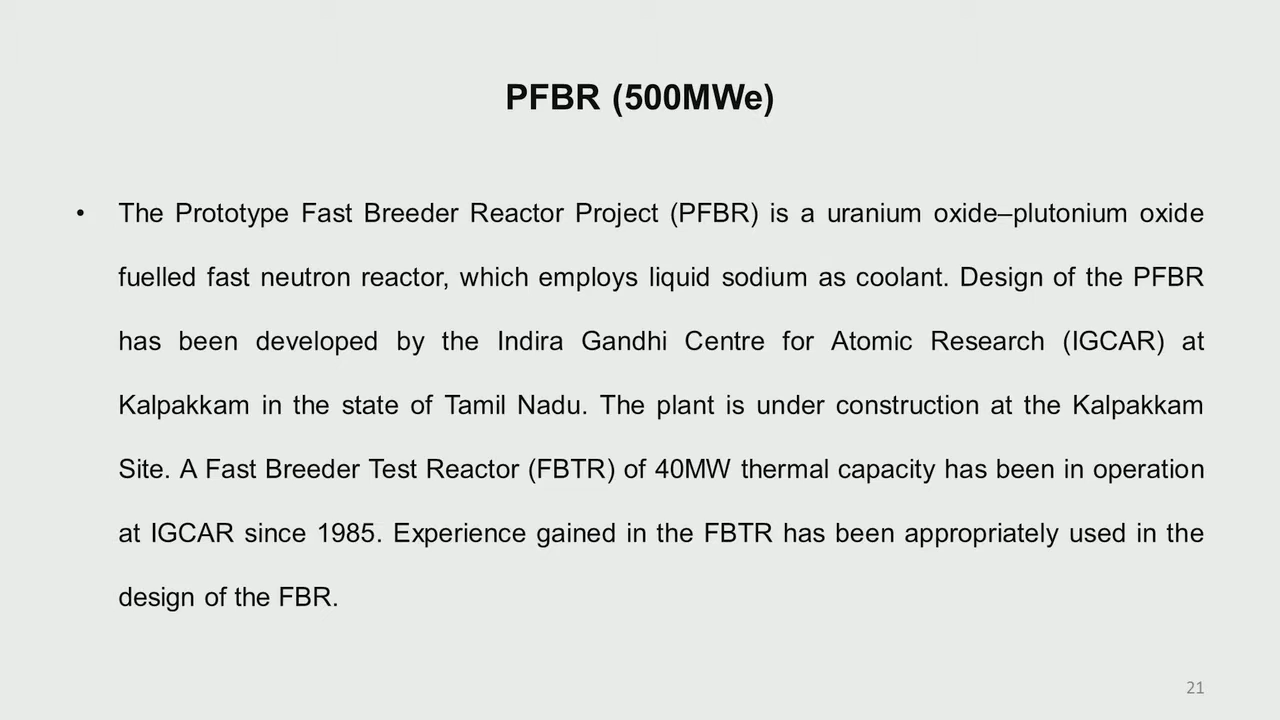 PFBR (500MWe)
• The Prototype Fast Breeder Reactor Project (PFBR) is a uranium oxide–plutonium oxide
fuelled fast neutron reactor, which employs liquid sodium as coolant. Design of the PFBR
has been developed by the Indira Gandhi Centre for Atomic Research (IGCAR) at
Kalpakkam in the state of Tamil Nadu. The plant is under construction at the Kalpakkam
Site. A Fast Breeder Test Reactor (FBTR) of 40MW thermal capacity has been in operation
at IGCAR since 1985. Experience gained in the FBTR has been appropriately used in the
design of the FBR.
21